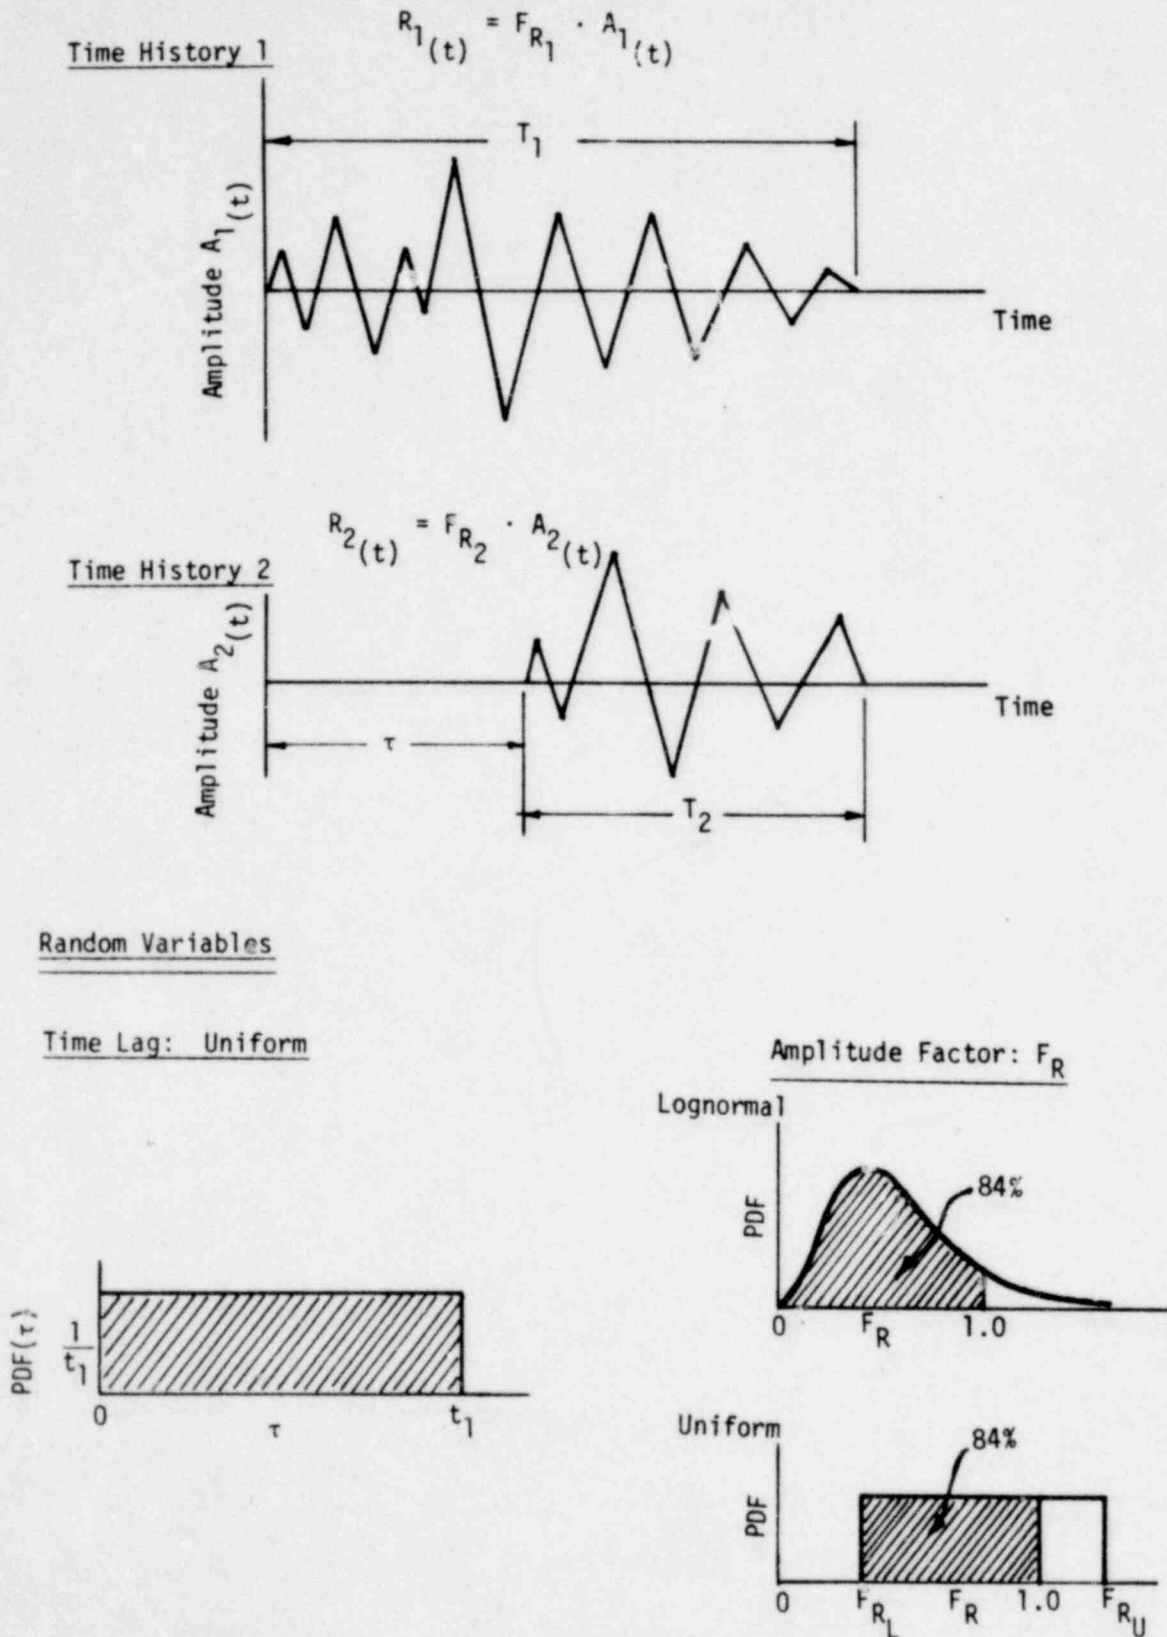 R1(t) = FR1 · A1(t)
Time History 1
T1
Amplitude A1(t)
Time
R2(t) = FR2 · A2(t)
Time History 2
Amplitude A2(t)
Time
τ
T2
Random Variables
Time Lag: Uniform
Amplitude Factor: FR
Lognormal
PDF
84%
0 FR 1.0
PDF(τ)
1/t1
0 τ t1
Uniform
PDF
84%
0 FRL FR 1.0 FRU